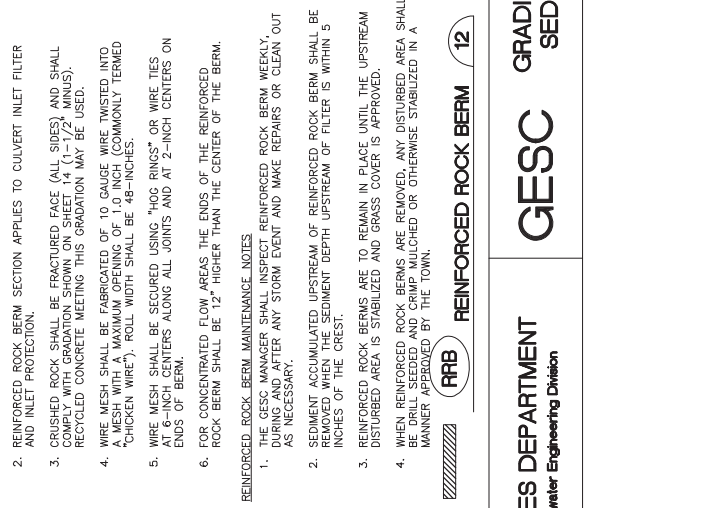 2. REINFORCED ROCK BERM SECTION APPLIES TO CULVERT INLET FILTER
AND INLET PROTECTION.
3. CRUSHED ROCK SHALL BE FRACTURED FACE (ALL SIDES) AND SHALL
COMPLY WITH GRADATION SHOWN ON SHEET 14 (1-1/2" MINUS).
RECYCLED CONCRETE MEETING THIS GRADATION MAY BE USED.
4. WIRE MESH SHALL BE FABRICATED OF 10 GAUGE WIRE TWISTED INTO
A MESH WITH A MAXIMUM OPENING OF 1.0 INCH (COMMONLY TERMED
"CHICKEN WIRE"). ROLL WIDTH SHALL BE 48-INCHES.
5. WIRE MESH SHALL BE SECURED USING "HOG RINGS" OR WIRE TIES
AT 6-INCH CENTERS ALONG ALL JOINTS AND AT 2-INCH CENTERS ON
ENDS OF BERM.
6. FOR CONCENTRATED FLOW AREAS THE ENDS OF THE REINFORCED
ROCK BERM SHALL BE 12" HIGHER THAN THE CENTER OF THE BERM.
REINFORCED ROCK BERM MAINTENANCE NOTES
1. THE GESC MANAGER SHALL INSPECT REINFORCED ROCK BERM WEEKLY,
DURING AND AFTER ANY STORM EVENT AND MAKE REPAIRS OR CLEAN OUT
AS NECESSARY.
2. SEDIMENT ACCUMULATED UPSTREAM OF REINFORCED ROCK BERM SHALL BE
REMOVED WHEN THE SEDIMENT DEPTH UPSTREAM OF FILTER IS WITHIN 5
INCHES OF THE CREST.
3. REINFORCED ROCK BERMS ARE TO REMAIN IN PLACE UNTIL THE UPSTREAM
DISTURBED AREA IS STABILIZED AND GRASS COVER IS APPROVED.
4. WHEN REINFORCED ROCK BERMS ARE REMOVED, ANY DISTURBED AREA SHALL
BE DRILL SEEDED AND CRIMP MULCHED OR OTHERWISE STABILIZED IN A
MANNER APPROVED BY THE TOWN.
RRB REINFORCED ROCK BERM 12
ES DEPARTMENT
water Engineering Division
GESC
GRADI
SED